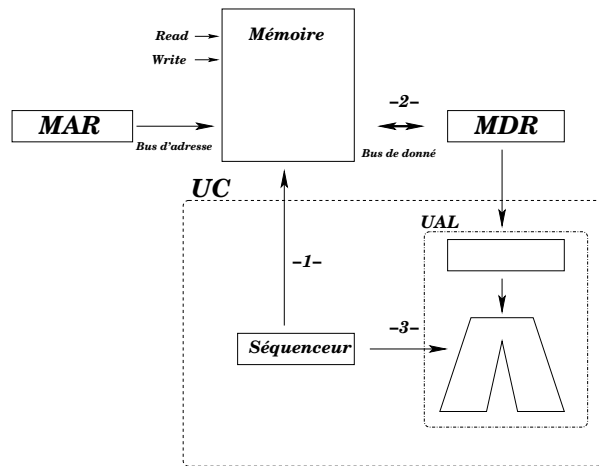 Read
Mémoire
Write
-2-
MAR
MDR
Bus d'adresse
Bus de donné
UC
UAL
-1-
-3-
Séquenceur